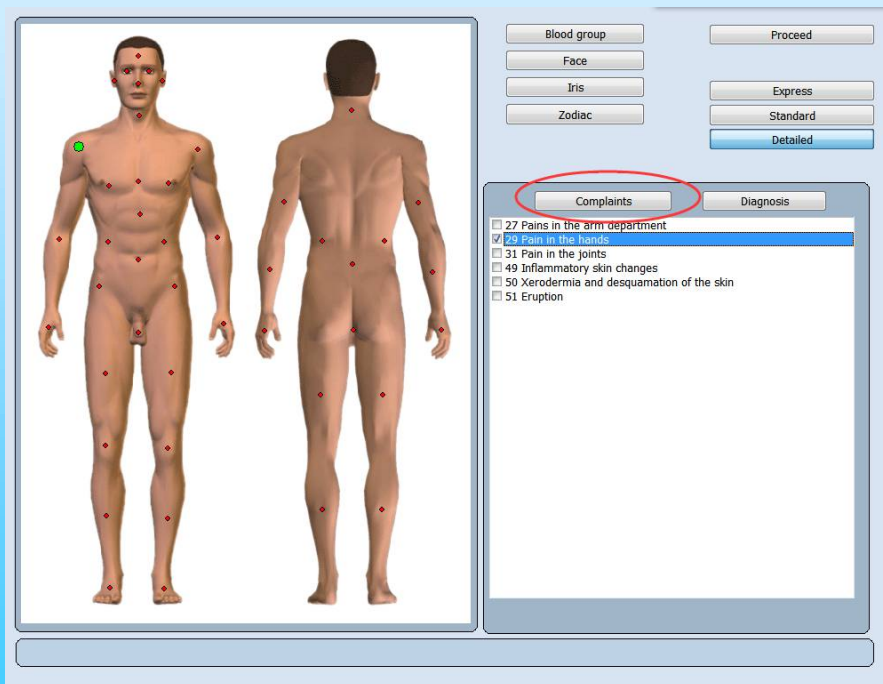 Blood group
Face
Iris
Zodiac
Proceed
Express
Standard
Detailed
Complaints
Diagnosis
27 Pains in the arm department
29 Pain in the hands
31 Pain in the joints
49 Inflammatory skin changes
50 Xerodermia and desquamation of the skin
51 Eruption